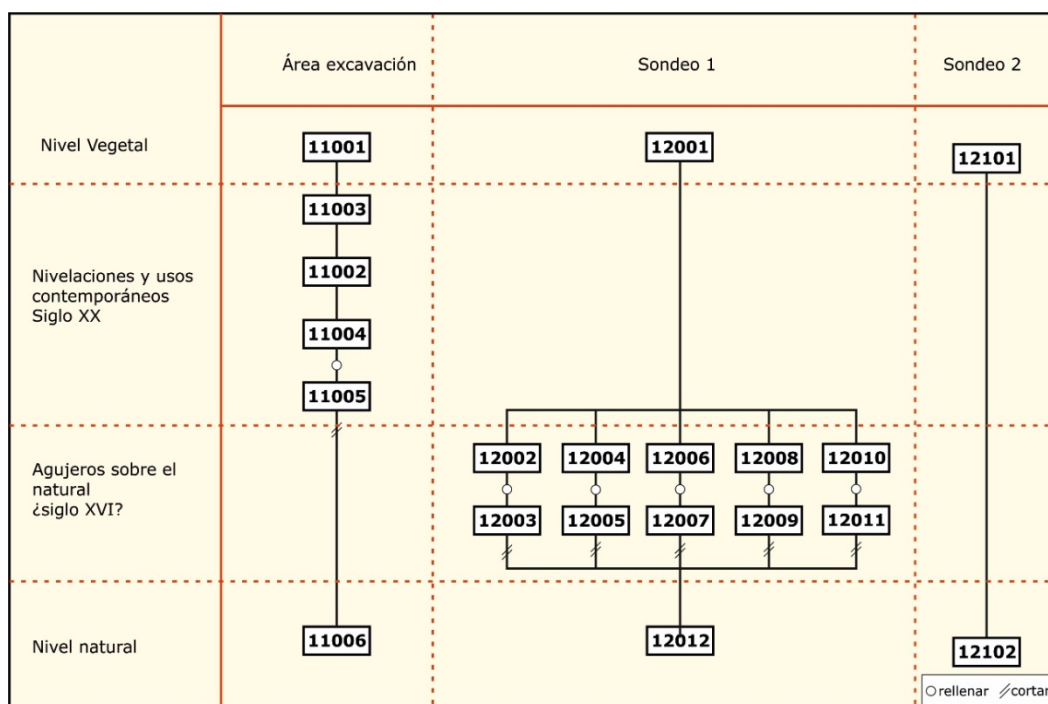 Área excavación
Sondeo 1
Sondeo 2
Nivel Vegetal
11001
12001
12101
Nivelaciones y usos
contemporáneos
Siglo XX
11003
11002
11004
11005
Agujeros sobre el
natural
¿siglo XVI?
12002
12004
12006
12008
12010
12003
12005
12007
12009
12011
Nivel natural
11006
12012
12102
rellenar
cortar